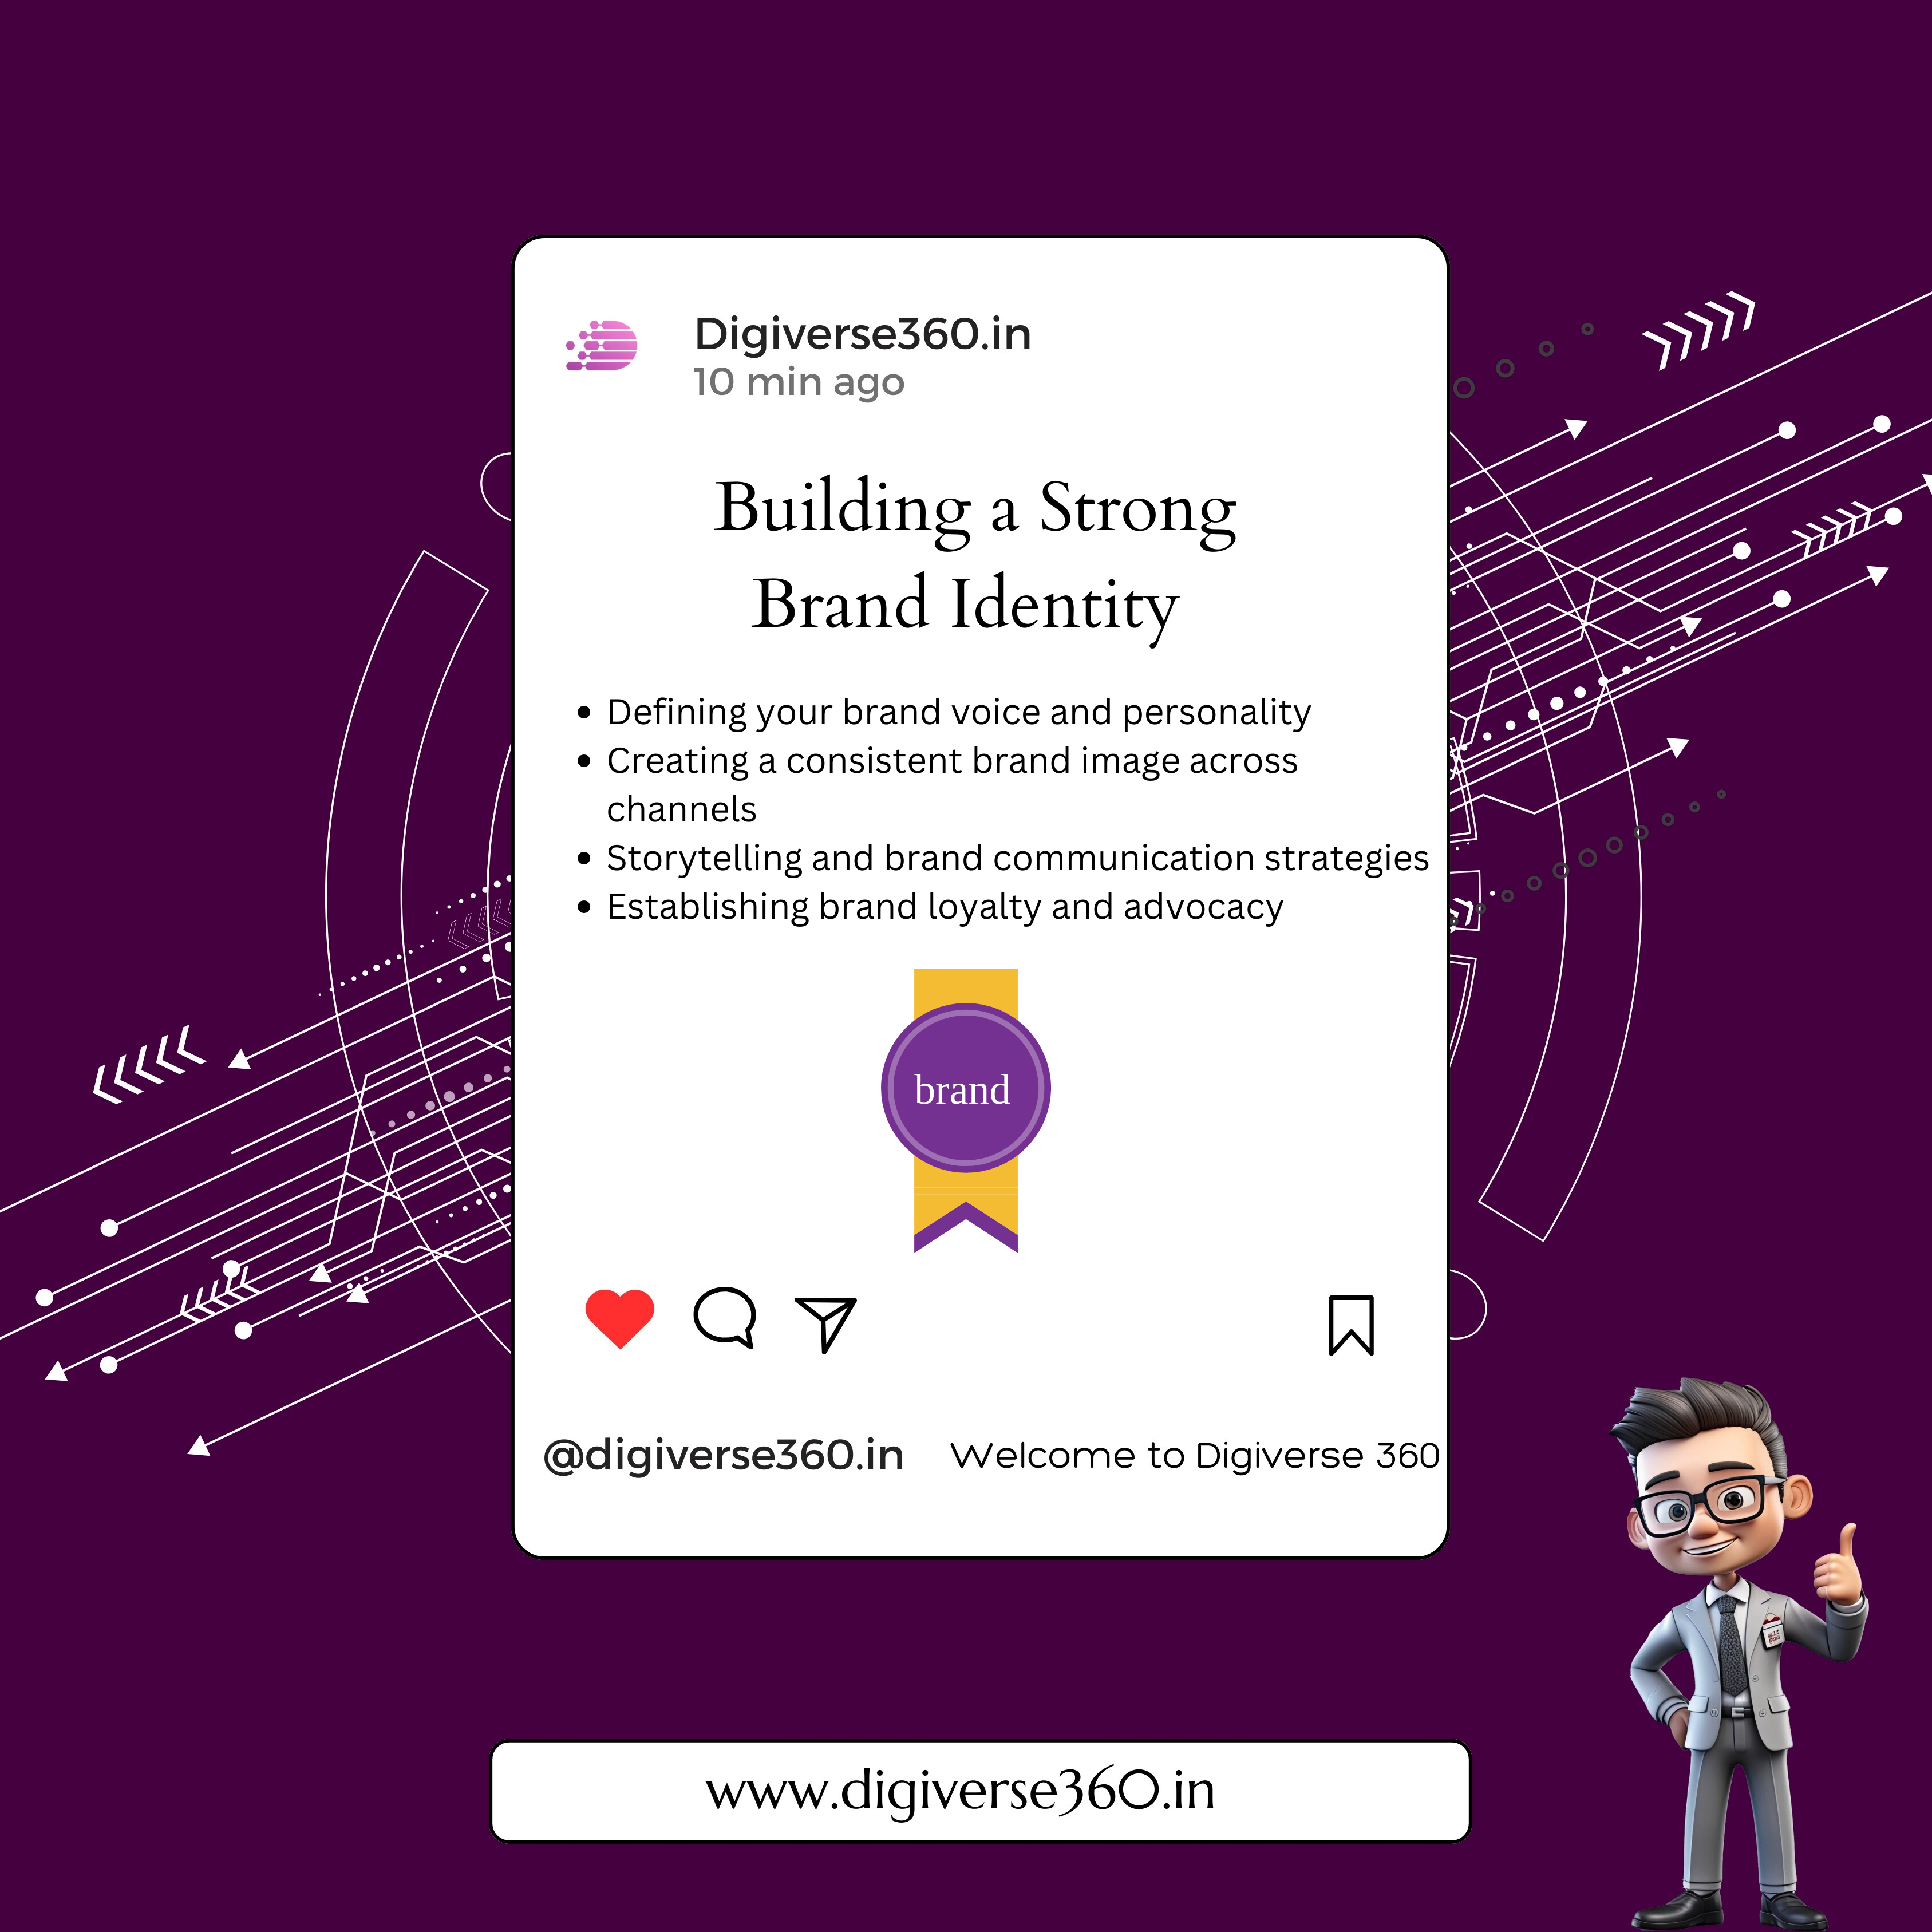 Digiverse360.in
10 min ago
Building a Strong
Brand Identity
• Defining your brand voice and personality
• Creating a consistent brand image across
channels
• Storytelling and brand communication strategies
• Establishing brand loyalty and advocacy
brand
@digiverse360.in Welcome to Digiverse 360
www.digiverse360.in